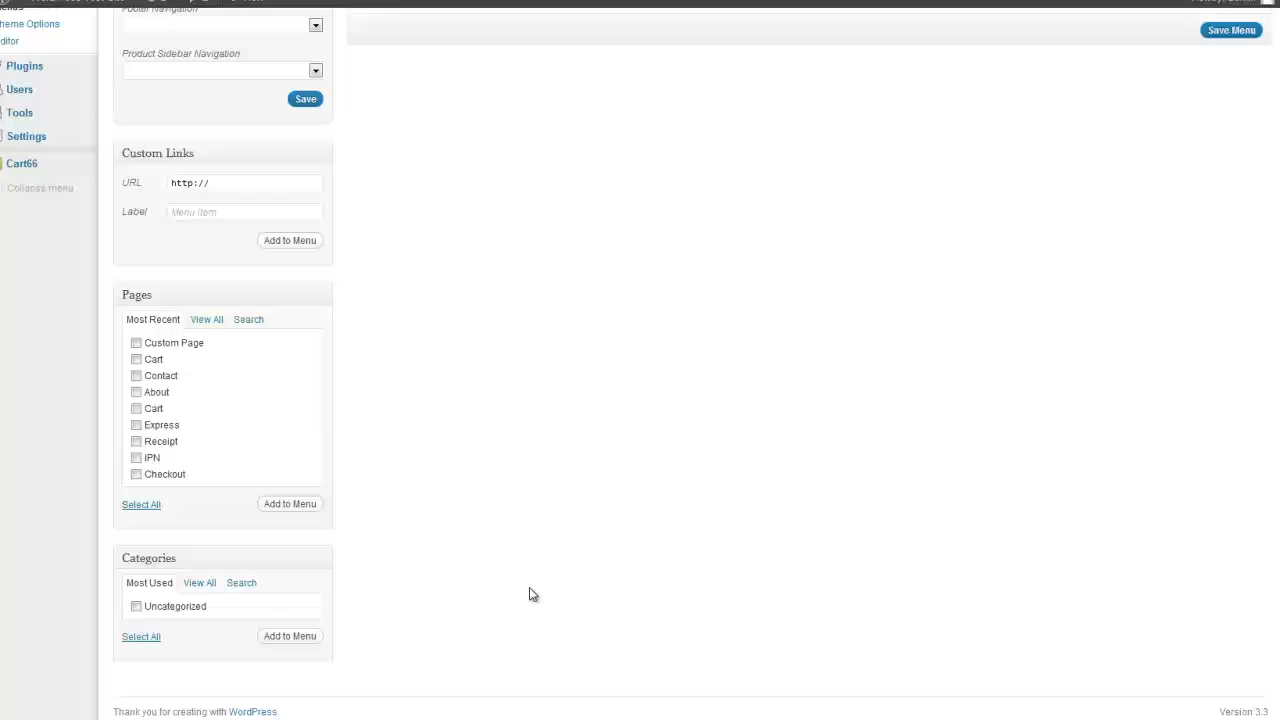 heme Options
ditor
Plugins
Users
Tools
Settings
Cart66
Collapse menu
Product Sidebar Navigation
Save
Save Menu
Custom Links
URL http://
Label Menu Item
Add to Menu
Pages
Most Recent View All Search
Custom Page
Cart
Contact
About
Cart
Express
Receipt
IPN
Checkout
Select All Add to Menu
Categories
Most Used View All Search
Uncategorized
Select All Add to Menu
Thank you for creating with WordPress
Version 3.3